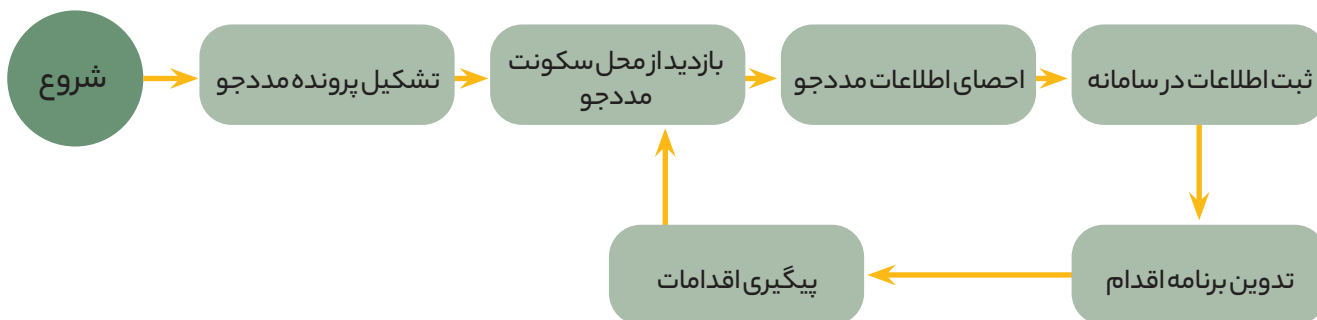 شروع
تشکیل پرونده مددجو
بازدید از محل سکونت
مددجو
احصای اطلاعات مددجو
ثبت اطلاعات در سامانه
تدوین برنامه اقدام
پیگیری اقدامات